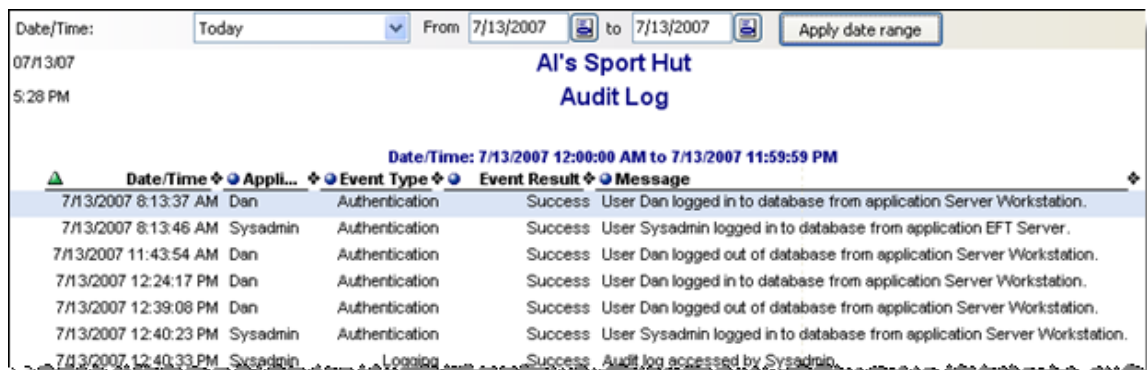 Date/Time: Today From 7/13/2007 to 7/13/2007 Apply date range
07/13/07 Al's Sport Hut
5:28 PM Audit Log
Date/Time: 7/13/2007 12:00:00 AM to 7/13/2007 11:59:59 PM
Date/Time Appli... Event Type Event Result Message
7/13/2007 8:13:37 AM Dan Authentication Success User Dan logged in to database from application Server Workstation.
7/13/2007 8:13:46 AM Sysadmin Authentication Success User Sysadmin logged in to database from application EFT Server.
7/13/2007 11:43:54 AM Dan Authentication Success User Dan logged out of database from application Server Workstation.
7/13/2007 12:24:17 PM Dan Authentication Success User Dan logged in to database from application Server Workstation.
7/13/2007 12:39:08 PM Dan Authentication Success User Dan logged out of database from application Server Workstation.
7/13/2007 12:40:23 PM Sysadmin Authentication Success User Sysadmin logged in to database from application Server Workstation.
7/13/2007 12:40:33 PM Sysadmin Logging Success Audit log accessed by Sysadmin.